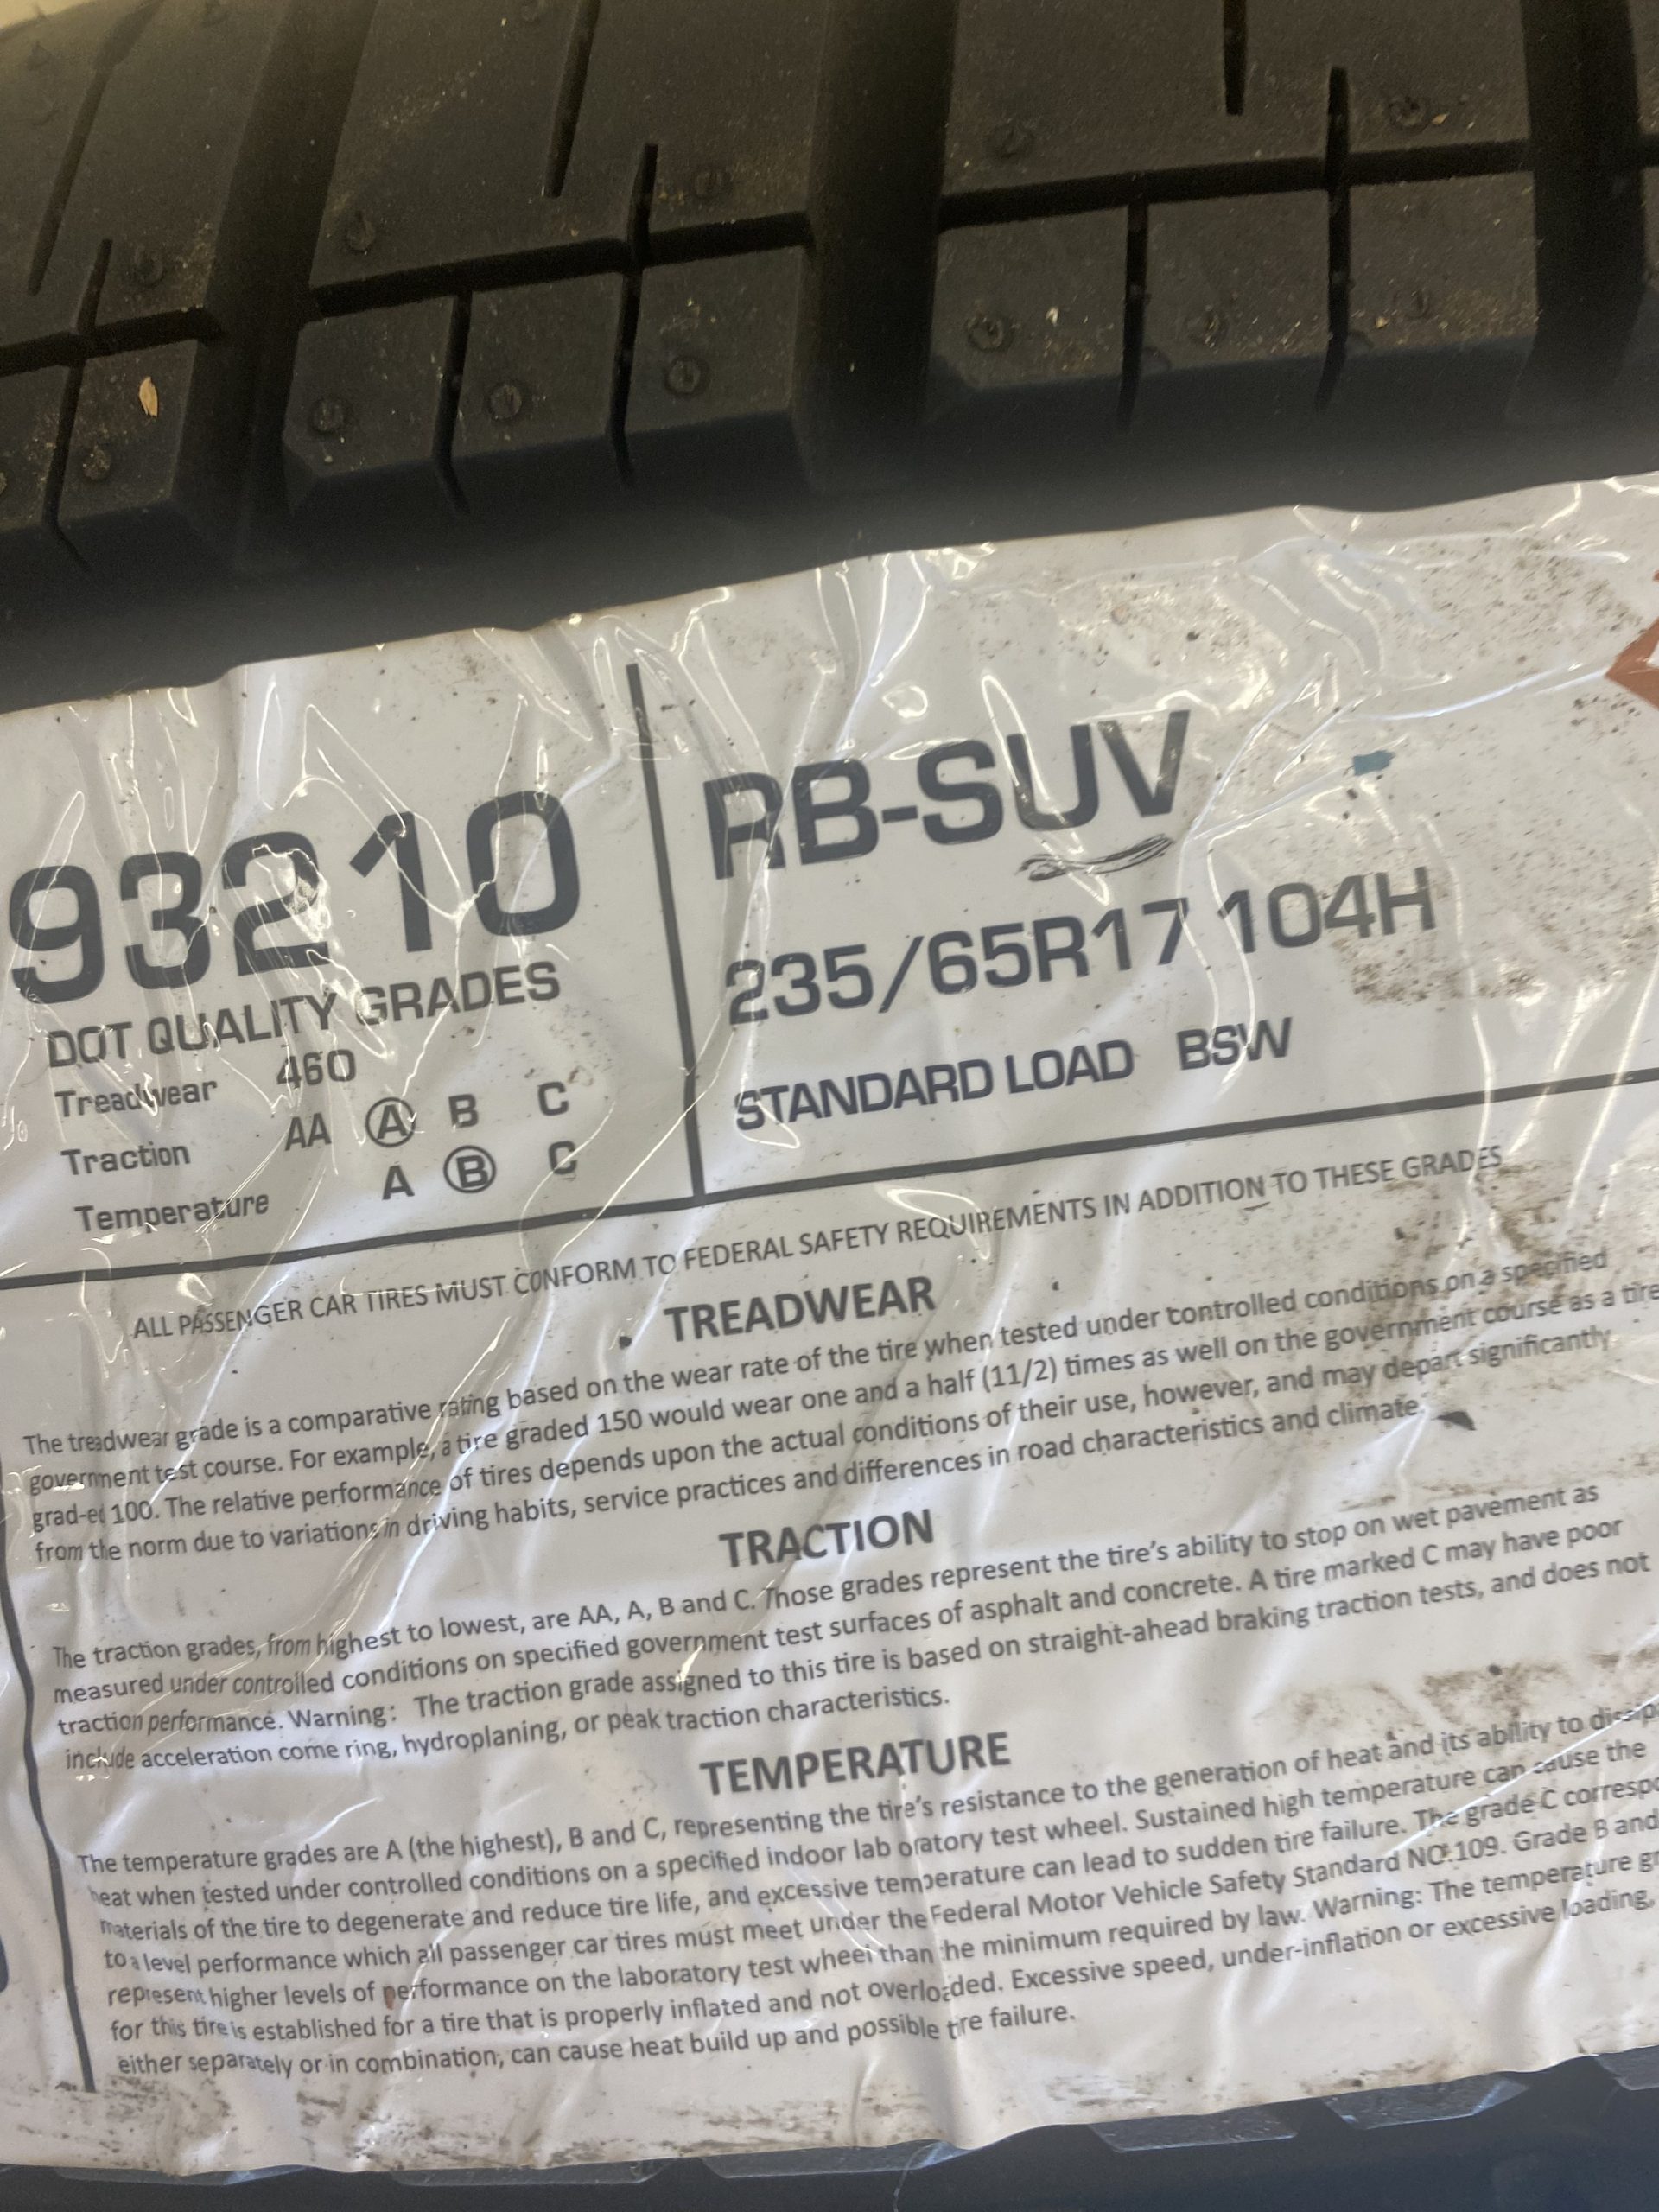 93210
DOT QUALITY GRADES
Treadwear 460
Traction AA A B C
Temperature A B C
RB-SUV
235/65R17 104H
STANDARD LOAD BSW
ALL PASSENGER CAR TIRES MUST CONFORM TO FEDERAL SAFETY REQUIREMENTS IN ADDITION TO THESE GRADES
TREADWEAR
The treadwear grade is a comparative rating based on the wear rate of the tire when tested under controlled conditions on a specified
government test course. For example, a tire graded 150 would wear one and a half (11/2) times as well on the government course as a tire
grad-ed 100. The relative performance of tires depends upon the actual conditions of their use, however, and may depart significantly
from the norm due to variations in driving habits, service practices and differences in road characteristics and climate.
TRACTION
The traction grades, from highest to lowest, are AA, A, B and C. Those grades represent the tire's ability to stop on wet pavement as
measured under controlled conditions on specified government test surfaces of asphalt and concrete. A tire marked C may have poor
traction performance. Warning: The traction grade assigned to this tire is based on straight-ahead braking traction tests, and does not
include acceleration come ring, hydroplaning, or peak traction characteristics.
TEMPERATURE
The temperature grades are A (the highest), B and C, representing the tire's resistance to the generation of heat and its ability to
heat when tested under controlled conditions on a specified indoor lab oratory test wheel. Sustained high temperature can cause the
materials of the tire to degenerate and reduce tire life, and excessive temperature can lead to sudden tire failure. The grade C
to a level performance which all passenger car tires must meet under the Federal Motor Vehicle Safety Standard NO.109. Grade B and
represent higher levels of performance on the laboratory test wheel than the minimum required by law. Warning: The temperature
for this tire is established for a tire that is properly inflated and not overloaded. Excessive speed, under-inflation or excessive loading,
either separately or in combination, can cause heat build up and possible tire failure.